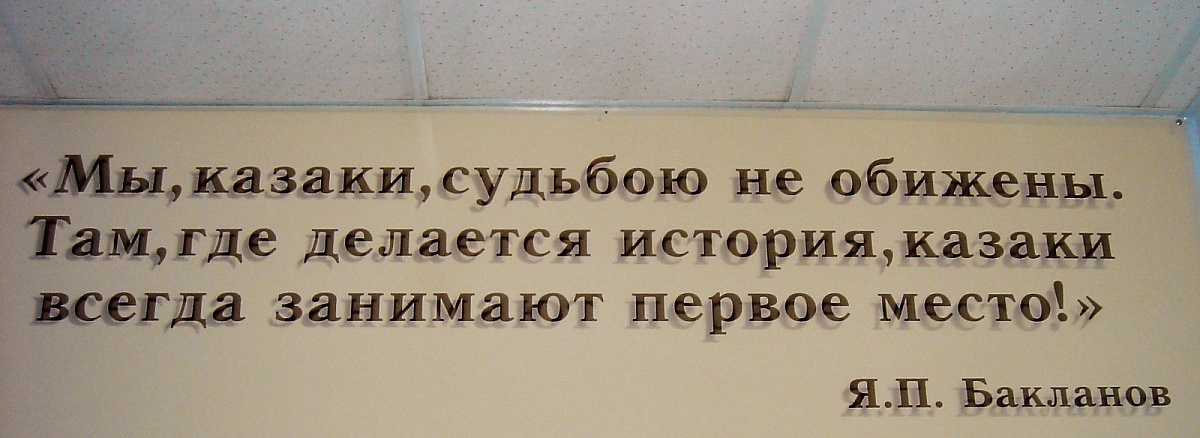 «Мы, казаки, судьбою не обижены.
Там, где делается история, казаки
всегда занимают первое место!»
Я.П. Бакланов